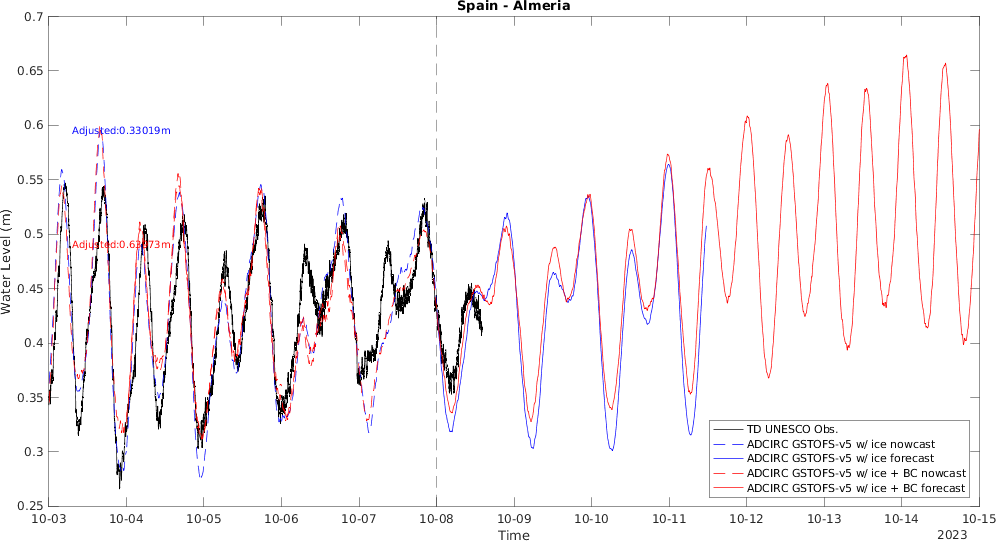 Spain - Almeria
Water Level (m)
0.7
0.65
0.6
0.55
0.5
0.45
0.4
0.35
0.3
0.25
Adjusted:0.33019m
TD UNESCO Obs.
ADCIRC GSTOFS-v5 w/ ice nowcast
ADCIRC GSTOFS-v5 w/ ice forecast
ADCIRC GSTOFS-v5 w/ ice + BC nowcast
ADCIRC GSTOFS-v5 w/ ice + BC forecast
10-03 10-04 10-05 10-06 10-07 10-08 10-09 10-10 10-11 10-12 10-13 10-14 10-15
Time
2023